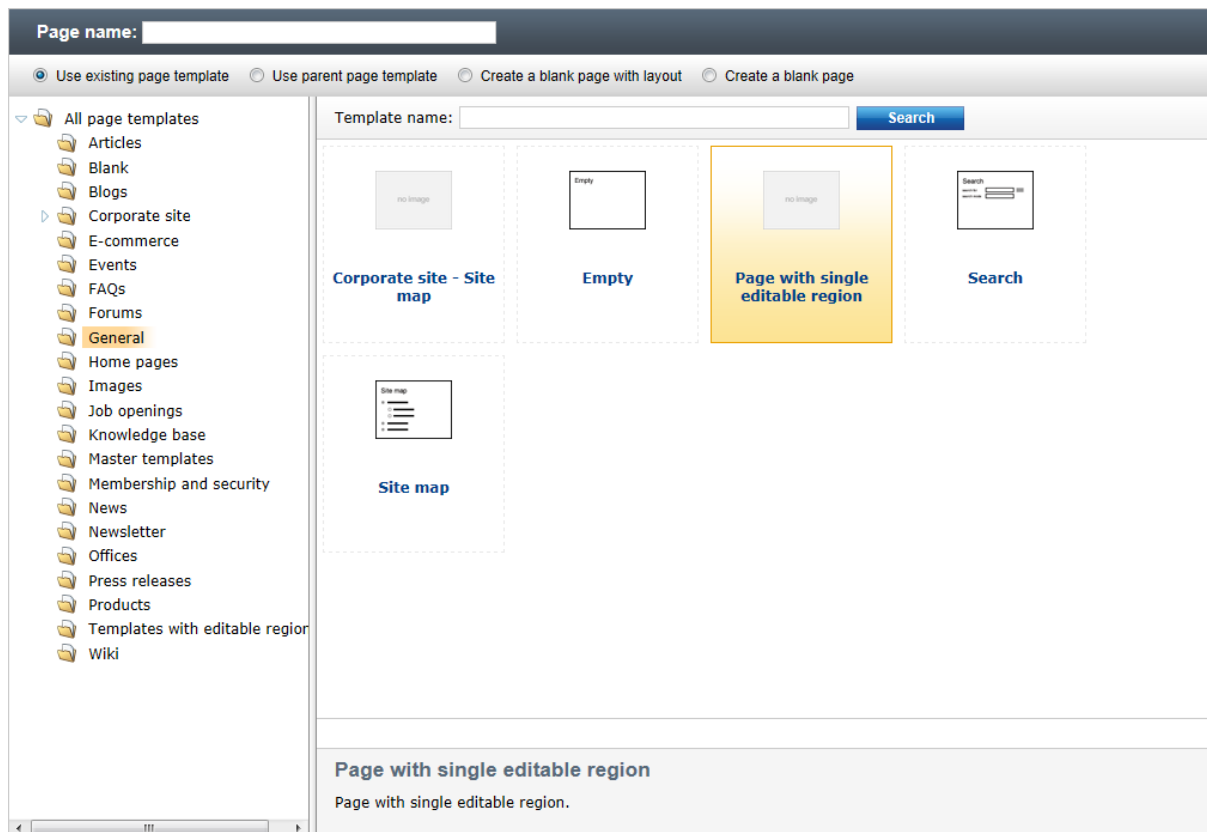 Page name:
Use existing page template Use parent page template Create a blank page with layout Create a blank page
All page templates
Articles
Blank
Blogs
Corporate site
E-commerce
Events
FAQs
Forums
General
Home pages
Images
Job openings
Knowledge base
Master templates
Membership and security
News
Newsletter
Offices
Press releases
Products
Templates with editable region
Wiki
Template name: Search
no image
Corporate site - Site
map
Empty
Empty
no image
Page with single
editable region
Search
Search
Site map
Site map
Page with single editable region
Page with single editable region.